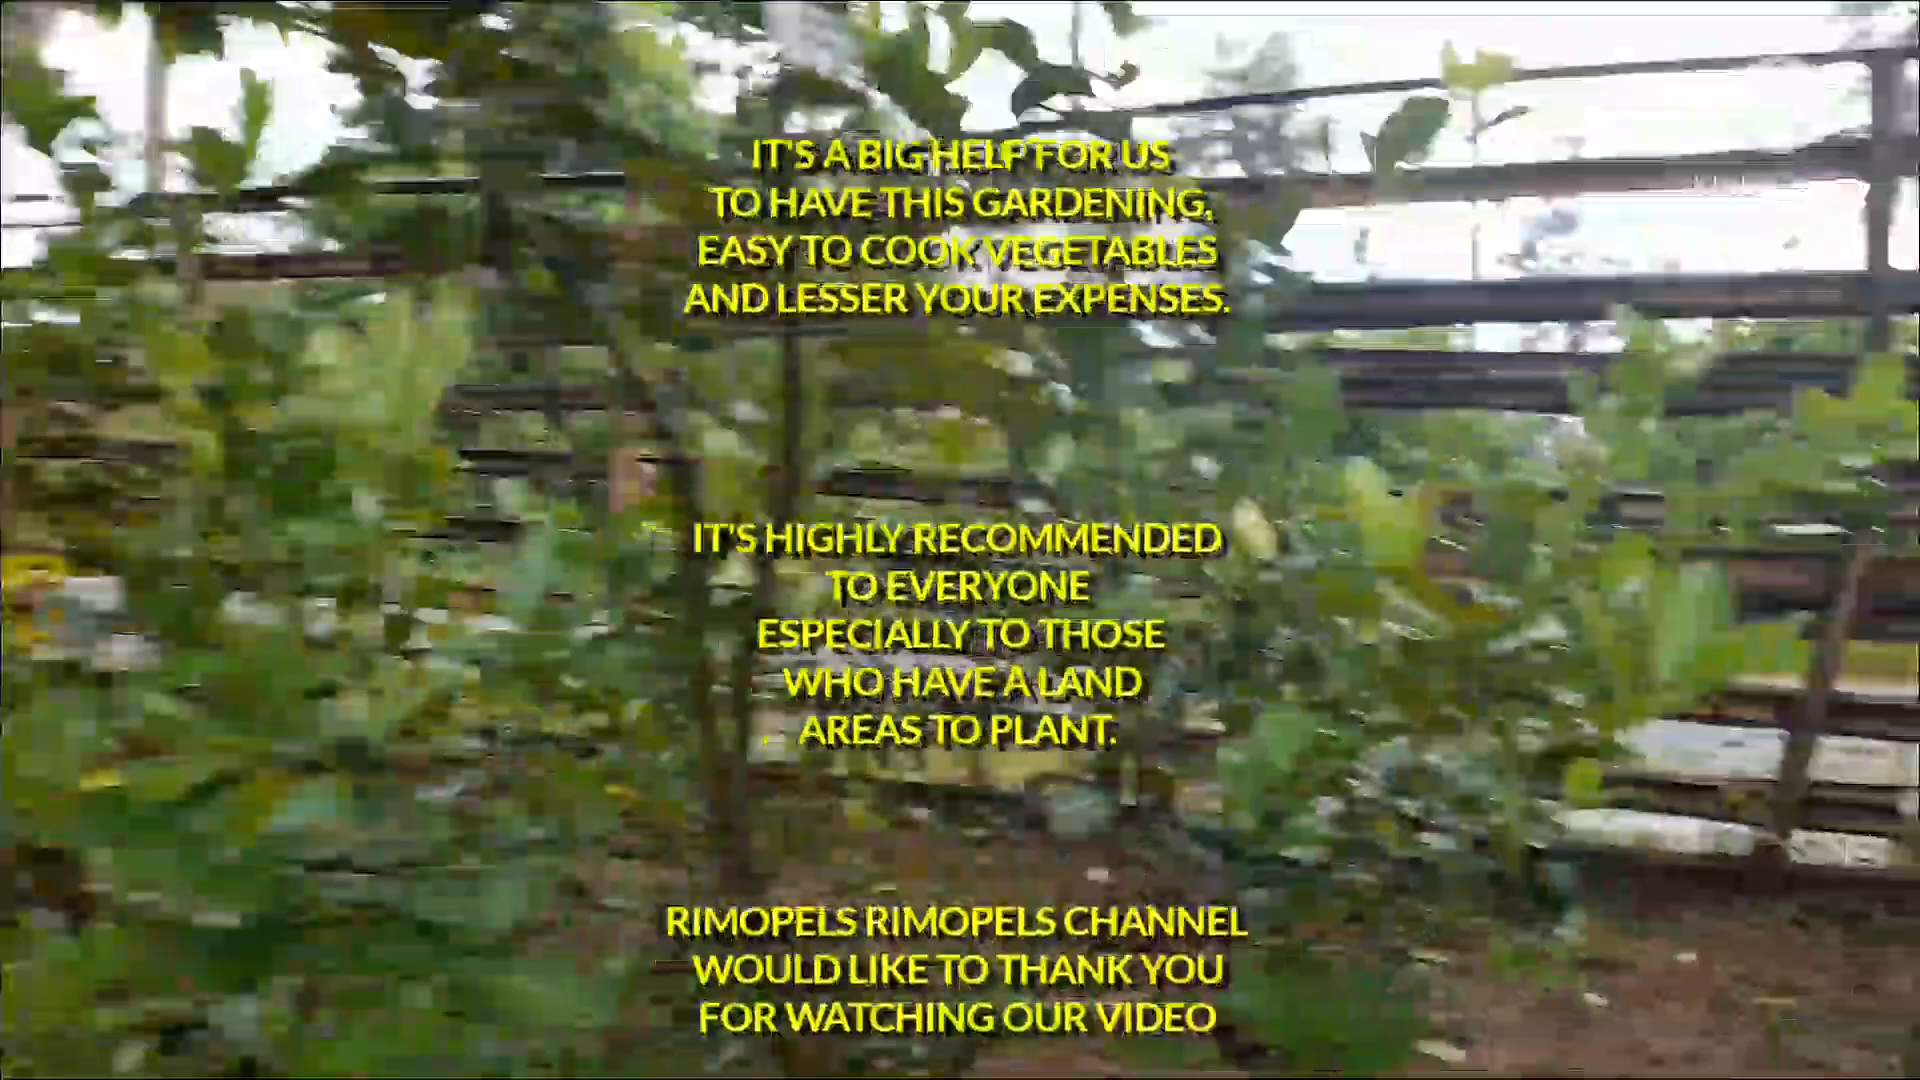 IT'S A BIG HELP FOR US
TO HAVE THIS GARDENING,
EASY TO COOK VEGETABLES
AND LESSER YOUR EXPENSES.
IT'S HIGHLY RECOMMENDED
TO EVERYONE
ESPECIALLY TO THOSE
WHO HAVE A LAND
AREAS TO PLANT.
RIMOPELS RIMOPELS CHANNEL
WOULD LIKE TO THANK YOU
FOR WATCHING OUR VIDEO